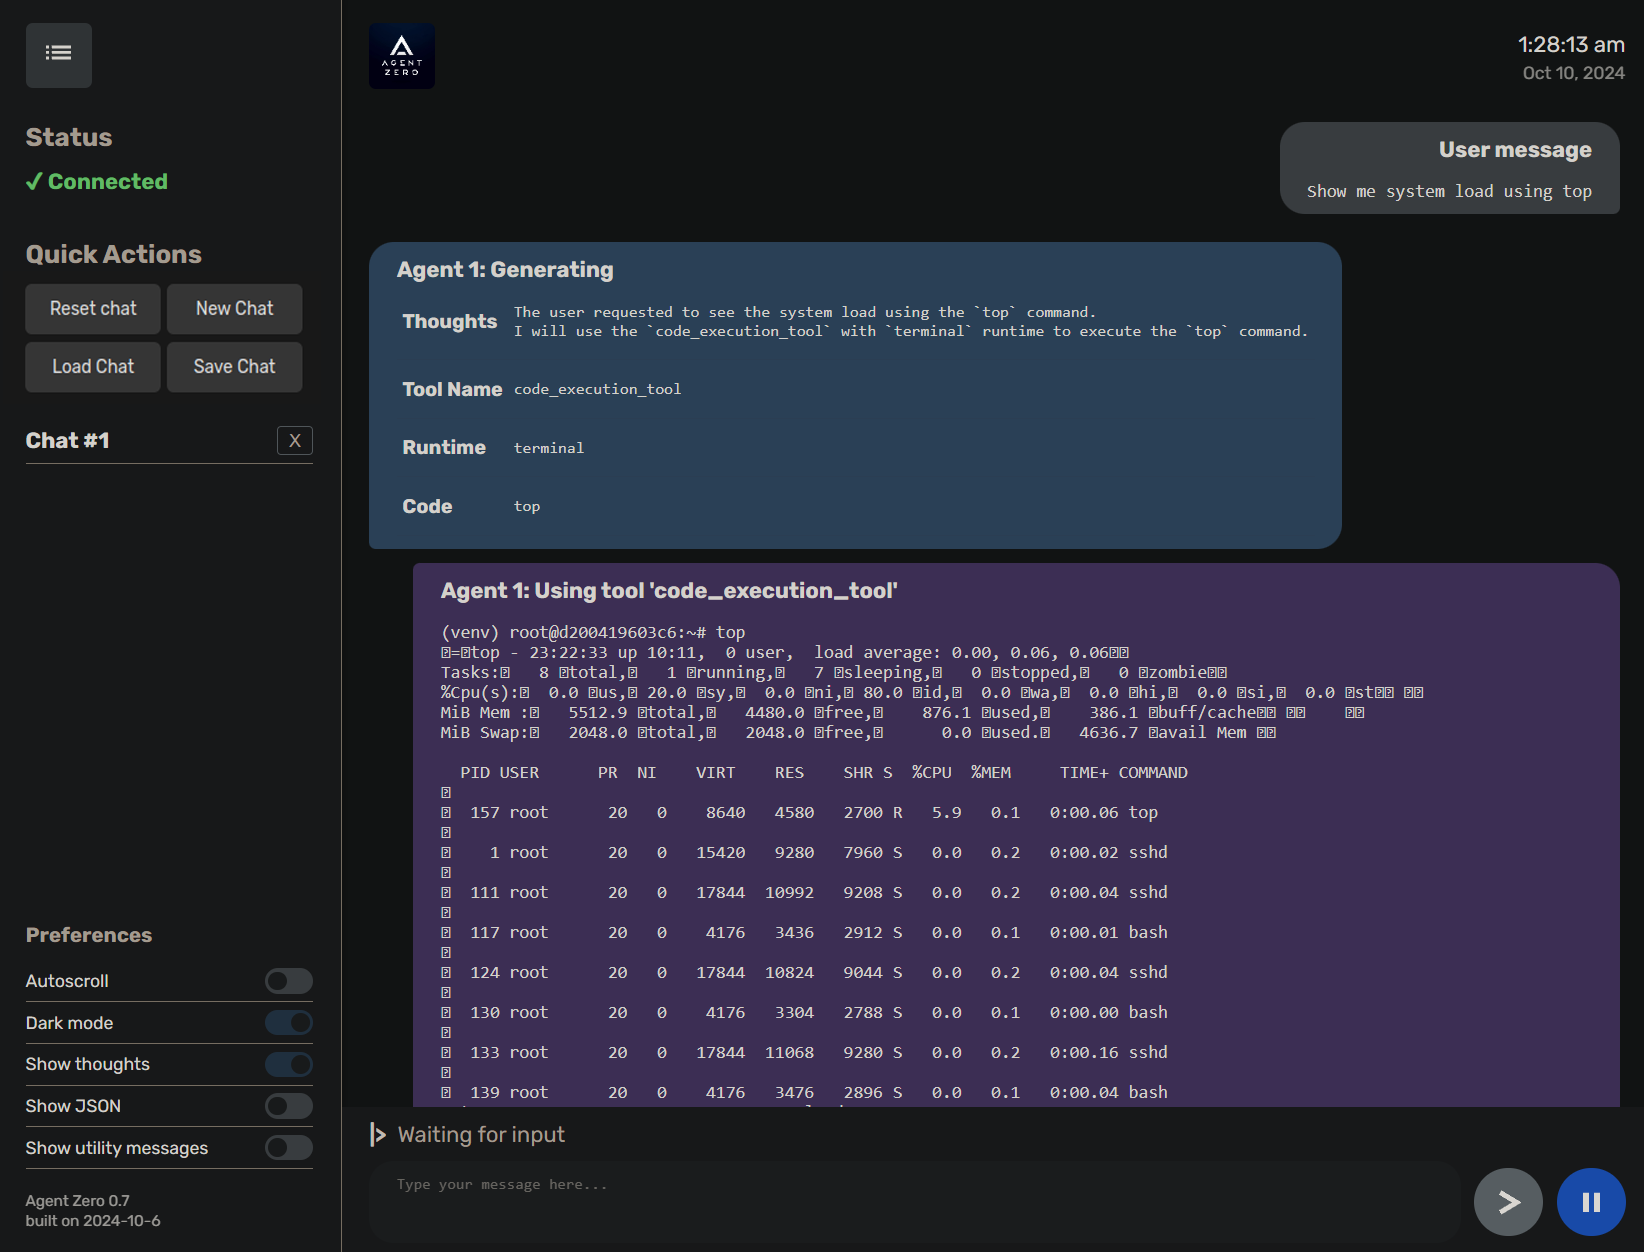 AGENT
ZERO
1:28:13 am
Oct 10, 2024
Status
✓ Connected
Quick Actions
Reset chat
New Chat
Load Chat
Save Chat
Chat #1
X
Preferences
Autoscroll
Dark mode
Show thoughts
Show JSON
Show utility messages
Agent Zero 0.7
built on 2024-10-6
User message
Show me system load using top
Agent 1: Generating
Thoughts
The user requested to see the system load using the `top` command.
I will use the `code_execution_tool` with `terminal` runtime to execute the `top` command.
Tool Name code_execution_tool
Runtime terminal
Code top
Agent 1: Using tool 'code_execution_tool'
(venv) root@d200419603c6:~# top
�=�top - 23:22:33 up 10:11,  0 user,  load average: 0.00, 0.06, 0.06��
Tasks:�   8 �total,�   1 �running,�   7 �sleeping,�   0 �stopped,�   0 �zombie��
%Cpu(s):�  0.0 �us,� 20.0 �sy,�  0.0 �ni,� 80.0 �id,�  0.0 �wa,�  0.0 �hi,�  0.0 �si,�  0.0 �st�� ��
MiB Mem :�   5512.9 �total,�   4480.0 �free,�    876.1 �used,�    386.1 �buff/cache�� ��    ��
MiB Swap:�   2048.0 �total,�   2048.0 �free,�      0.0 �used.�   4636.7 �avail Mem ��
PID USER      PR  NI    VIRT    RES    SHR S  %CPU  %MEM     TIME+ COMMAND
�
�  157 root      20   0    8640   4580   2700 R   5.9   0.1   0:00.06 top
�
�    1 root      20   0   15420   9280   7960 S   0.0   0.2   0:00.02 sshd
�
�  111 root      20   0   17844  10992   9208 S   0.0   0.2   0:00.04 sshd
�
�  117 root      20   0    4176   3436   2912 S   0.0   0.1   0:00.01 bash
�
�  124 root      20   0   17844  10824   9044 S   0.0   0.2   0:00.04 sshd
�
�  130 root      20   0    4176   3304   2788 S   0.0   0.1   0:00.00 bash
�
�  133 root      20   0   17844  11068   9280 S   0.0   0.2   0:00.16 sshd
�
�  139 root      20   0    4176   3476   2896 S   0.0   0.1   0:00.04 bash
|> Waiting for input
Type your message here...